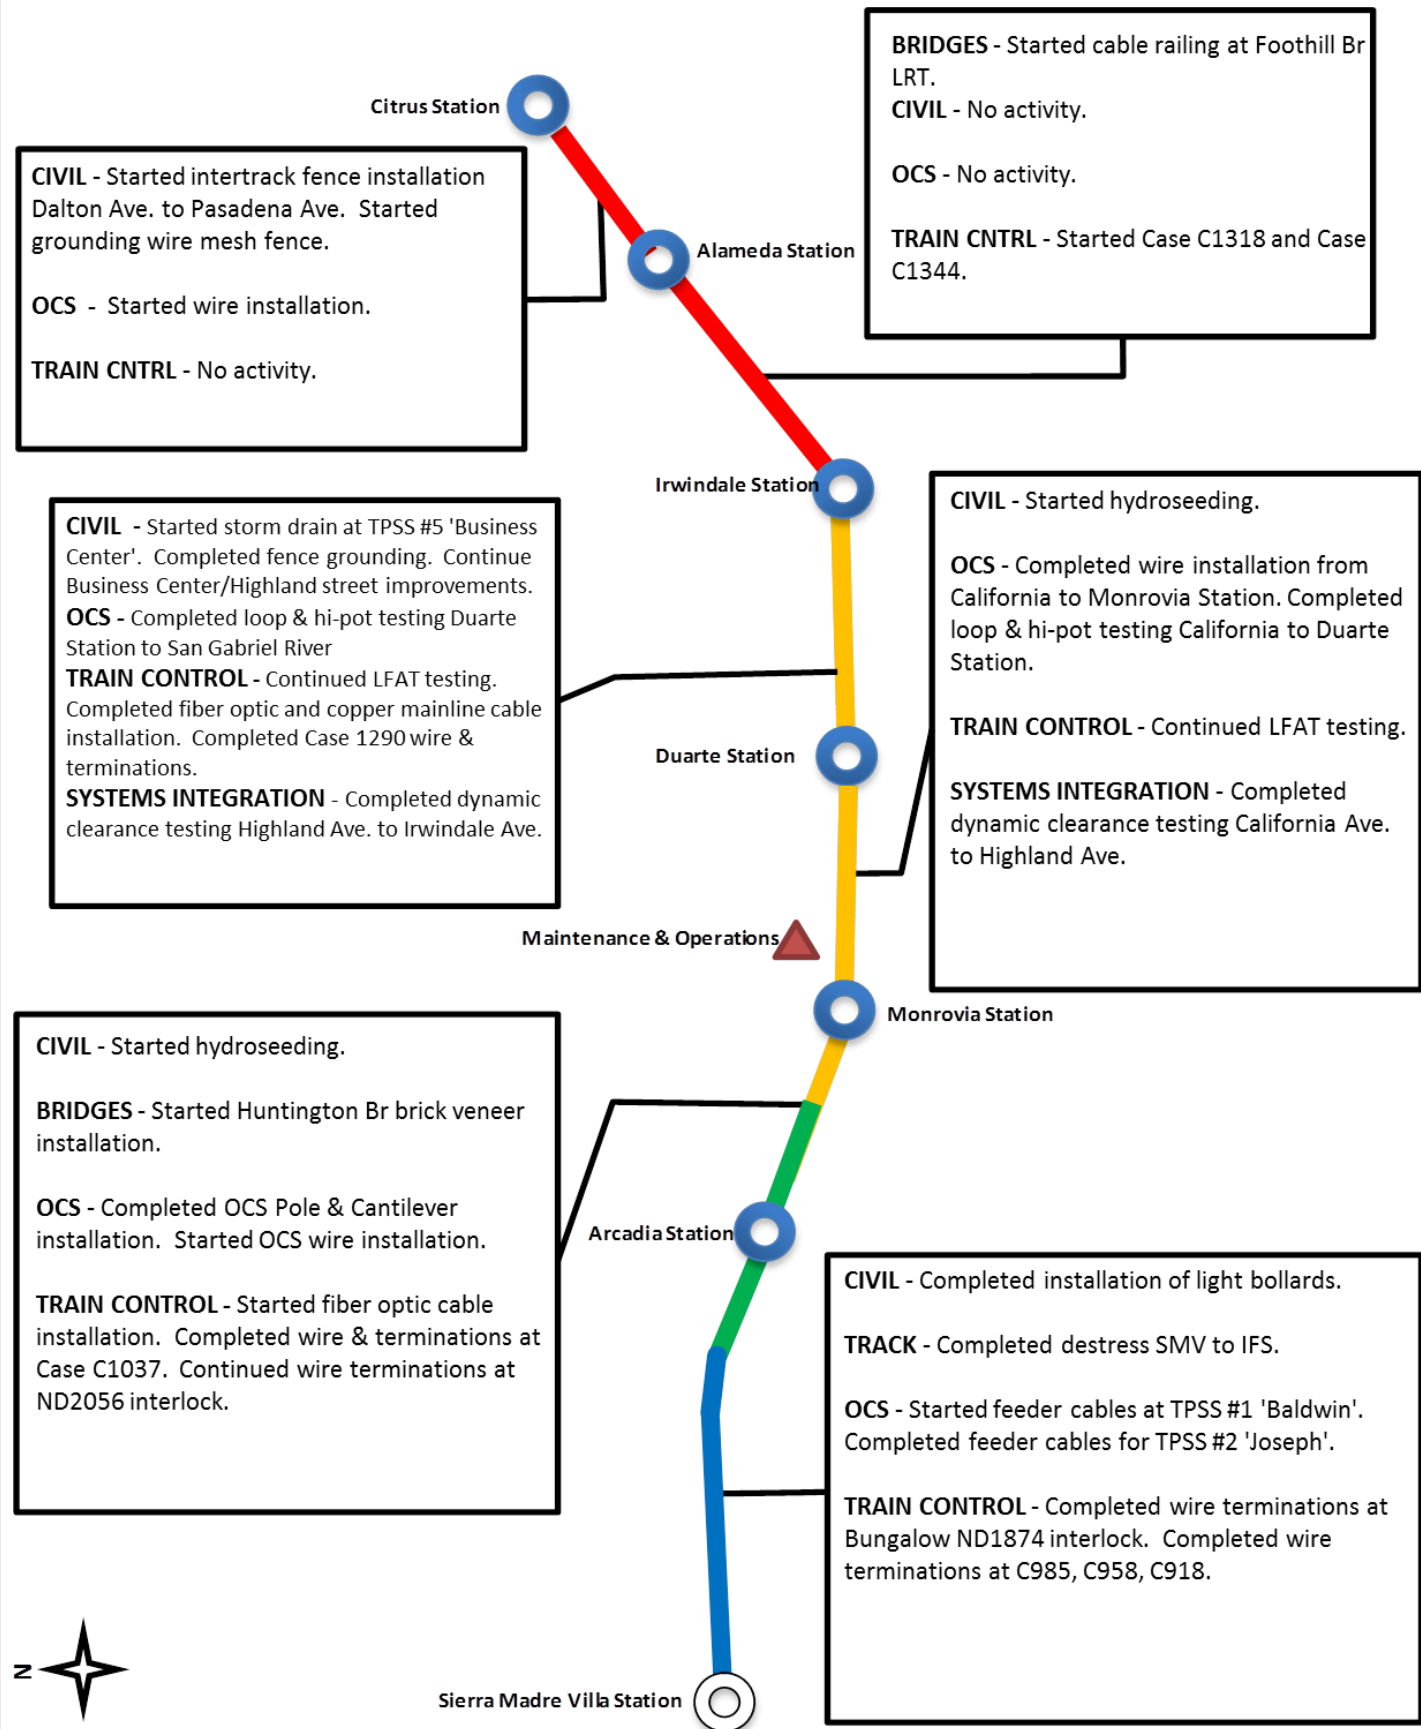 BRIDGES - Started cable railing at Foothill Br
LRT.
CIVIL - No activity.
OCS - No activity.
TRAIN CNTRL - Started Case C1318 and Case
C1344.
Citrus Station
CIVIL - Started intertrack fence installation
Dalton Ave. to Pasadena Ave.  Started
grounding wire mesh fence.
OCS  -  Started wire installation.
TRAIN CNTRL - No activity.
Alameda Station
Irwindale Station
CIVIL - Started hydroseeding.
OCS - Completed wire installation from
California to Monrovia Station. Completed
loop & hi-pot testing California to Duarte
Station.
TRAIN CONTROL - Continued LFAT testing.
SYSTEMS INTEGRATION - Completed
dynamic clearance testing California Ave.
to Highland Ave.
CIVIL  - Started storm drain at TPSS #5 'Business
Center'.  Completed fence grounding.  Continue
Business Center/Highland street improvements.
OCS - Completed loop & hi-pot testing Duarte
Station to San Gabriel River
TRAIN CONTROL - Continued LFAT testing.
Completed fiber optic and copper mainline cable
installation.  Completed Case 1290 wire &
terminations.
SYSTEMS INTEGRATION - Completed dynamic
clearance testing Highland Ave. to Irwindale Ave.
Duarte Station
Maintenance & Operations
Monrovia Station
CIVIL - Started hydroseeding.
BRIDGES - Started Huntington Br brick veneer
installation.
OCS - Completed OCS Pole & Cantilever
installation.  Started OCS wire installation.
TRAIN CONTROL - Started fiber optic cable
installation.  Completed wire & terminations at
Case C1037.  Continued wire terminations at
ND2056 interlock.
Arcadia Station
CIVIL - Completed installation of light bollards.
TRACK - Completed destress SMV to IFS.
OCS - Started feeder cables at TPSS #1 'Baldwin'.
Completed feeder cables for TPSS #2 'Joseph'.
TRAIN CONTROL - Completed wire terminations at
Bungalow ND1874 interlock.  Completed wire
terminations at C985, C958, C918.
N
Sierra Madre Villa Station